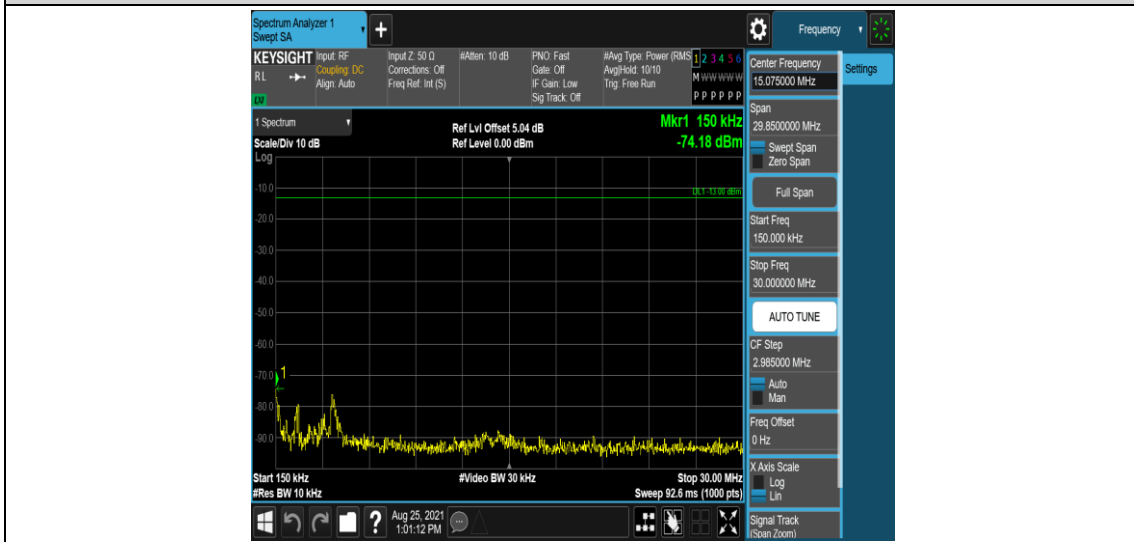 Spectrum Analyzer 1
Swept SA
Frequency
KEYSIGHT
RL
LXI
Input: RF
Coupling: DC
Align: Auto
Input Z: 50 Ω
Corrections: Off
Freq Ref: Int (S)
#Atten: 10 dB
PNO: Fast
Gate: Off
IF Gain: Low
Sig Track: Off
#Avg Type: Power (RMS
Avg|Hold: 10/10
Trig: Free Run
1 2 3 4 5 6
M W W W W W
P P P P P P
Center Frequency
15.075000 MHz
Settings
Span
29.8500000 MHz
Swept Span
Zero Span
Full Span
Start Freq
150.000 kHz
Stop Freq
30.000000 MHz
AUTO TUNE
CF Step
2.985000 MHz
Auto
Man
Freq Offset
0 Hz
X Axis Scale
Log
Lin
Signal Track
(Span Zoom)
1 Spectrum
Scale/Div 10 dB
Log
Ref Lvl Offset 5.04 dB
Ref Level 0.00 dBm
Mkr1 150 kHz
-74.18 dBm
DL1 -13.00 dBm
-10.0
-20.0
-30.0
-40.0
-50.0
-60.0
-70.0
1
-80.0
-90.0
Start 150 kHz
#Video BW 30 kHz
Stop 30.00 MHz
#Res BW 10 kHz
Sweep 92.6 ms (1000 pts)
?
Aug 25, 2021
1:01:12 PM